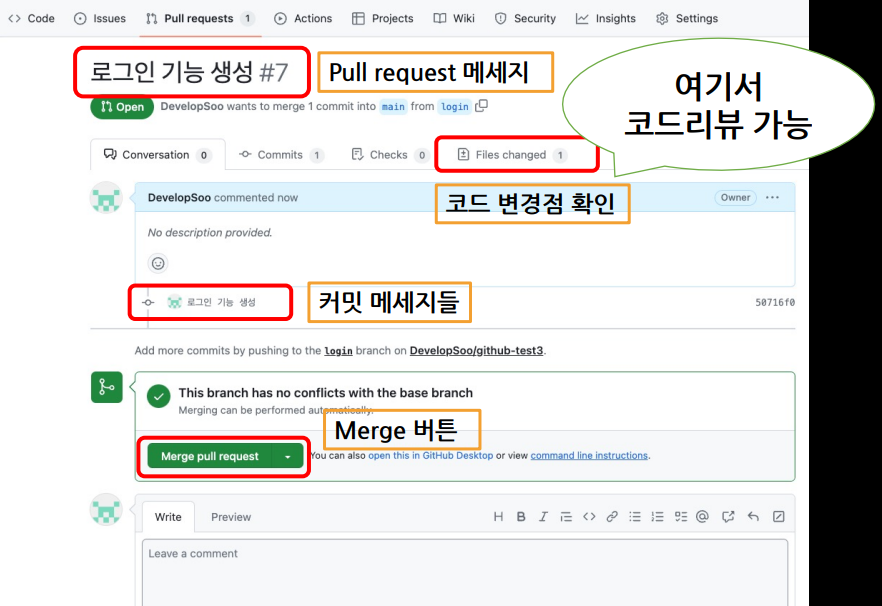 Code Issues Pull requests 1 Actions Projects Wiki Security Insights Settings
로그인 기능 생성 #7
Pull request 메세지
여기서
코드리뷰 가능
Open DevelopSoo wants to merge 1 commit into main from login
Conversation 0 Commits 1 Checks 0 Files changed 1
DevelopSoo commented now
코드 변경점 확인
Owner ...
No description provided.
로그인 기능 생성
커밋 메세지들
50716f0
Add more commits by pushing to the login branch on DevelopSoo/github-test3.
This branch has no conflicts with the base branch
Merging can be performed automatically.
Merge 버튼
Merge pull request
You can also open this in GitHub Desktop or view command line instructions.
Write Preview
H B I
Leave a comment